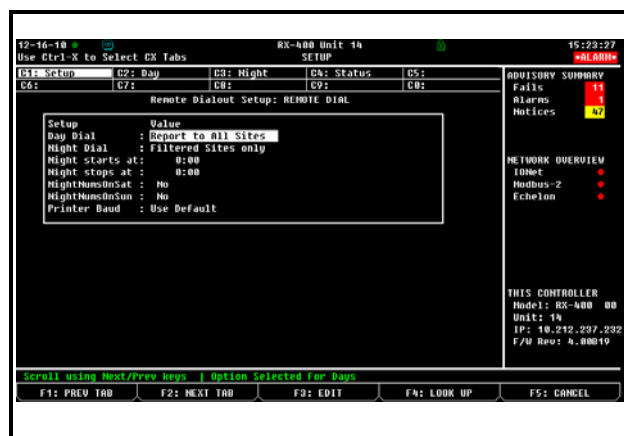 12-16-10 RX-400 Unit 14 15:23:27
Use Ctrl-X to Select CX Tabs SETUP *ALARM*
C1: Setup C2: Day C3: Night C4: Status C5:
C6: C7: C8: C9: C0:
Remote Dialout Setup: REMOTE DIAL
Setup Value
Day Dial : Report to All Sites
Night Dial : Filtered Sites only
Night starts at: 0:00
Night stops at: 0:00
NightNumsOnSat : No
NightNumsOnSun : No
Printer Baud : Use Default
ADVISORY SUMMARY
Fails 11
Alarms 1
Notices 47
NETWORK OVERVIEW
IONet
Modbus-2
Echelon
THIS CONTROLLER
Model: RX-400 00
Unit: 14
IP: 10.212.237.232
F/W Rev: 4.00B19
Scroll using Next/Prev keys | Option Selected For Days
F1: PREV TAB F2: NEXT TAB F3: EDIT F4: LOOK UP F5: CANCEL